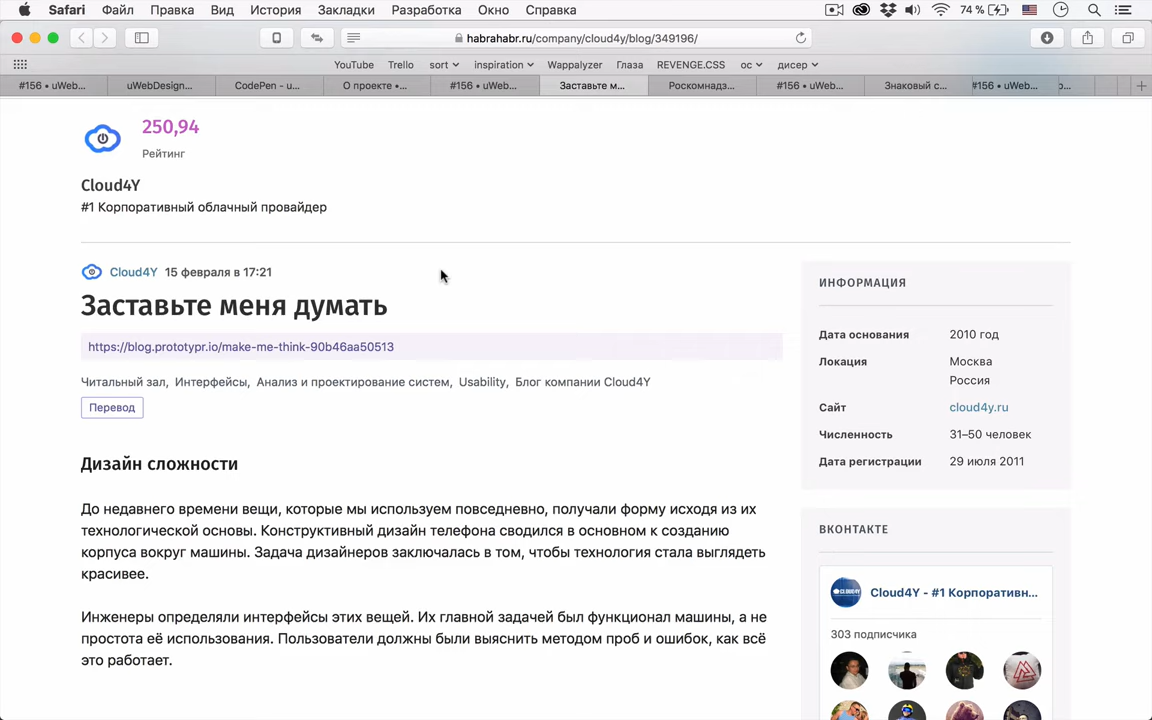 Safari Файл Правка Вид История Закладки Разработка Окно Справка 74 %
habrahabr.ru/company/cloud4y/blog/349196/
YouTube Trello sort inspiration Wappalyzer Глаза REVENGE.CSS ос дисер
#156 • uWeb... uWebDesign... CodePen - u... О проекте •... #156 • uWeb... Заставьте м... Роскомнадз... #156 • uWeb... Знаковый с... #156 • uWeb...
250,94
Рейтинг
Cloud4Y
#1 Корпоративный облачный провайдер
Cloud4Y 15 февраля в 17:21
Заставьте меня думать
https://blog.prototypr.io/make-me-think-90b46aa50513
Читальный зал, Интерфейсы, Анализ и проектирование систем, Usability, Блог компании Cloud4Y
Перевод
Дизайн сложности
До недавнего времени вещи, которые мы используем повседневно, получали форму исходя из их
технологической основы. Конструктивный дизайн телефона сводился в основном к созданию
корпуса вокруг машины. Задача дизайнеров заключалась в том, чтобы технология стала выглядеть
красивее.
Инженеры определяли интерфейсы этих вещей. Их главной задачей был функционал машины, а не
простота её использования. Пользователи должны были выяснить методом проб и ошибок, как всё
это работает.
ИНФОРМАЦИЯ
Дата основания 2010 год
Локация Москва
Россия
Сайт cloud4y.ru
Численность 31–50 человек
Дата регистрации 29 июля 2011
ВКОНТАКТЕ
Cloud4Y - #1 Корпоративн...
303 подписчика